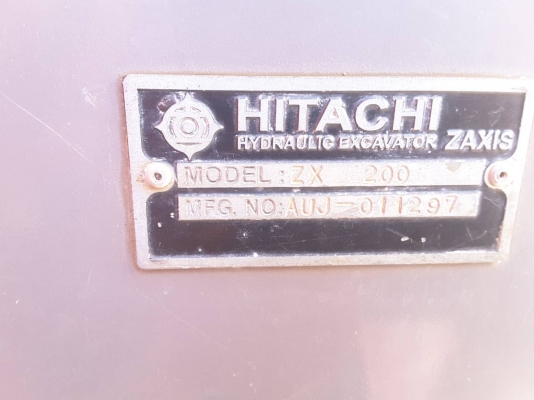 HITACHI
HYDRAULIC EXCAVATOR ZAXIS
MODEL: ZX 200
MFG. NO: AUJ-011297